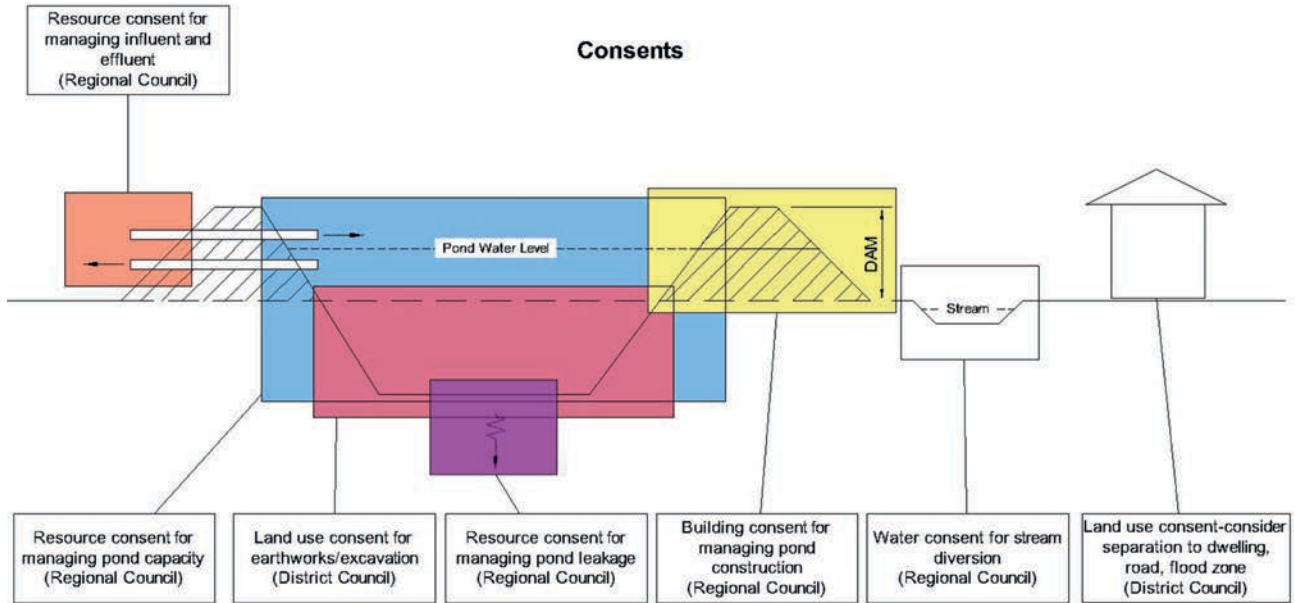 Resource consent for
managing influent and
effluent
(Regional Council)
Consents
Pond Water Level
DAM
Stream
Resource consent for
managing pond capacity
(Regional Council)
Land use consent for
earthworks/excavation
(District Council)
Resource consent for
managing pond leakage
(Regional Council)
Building consent for
managing pond
construction
(Regional Council)
Water consent for stream
diversion
(Regional Council)
Land use consent-consider
separation to dwelling,
road, flood zone
(District Council)